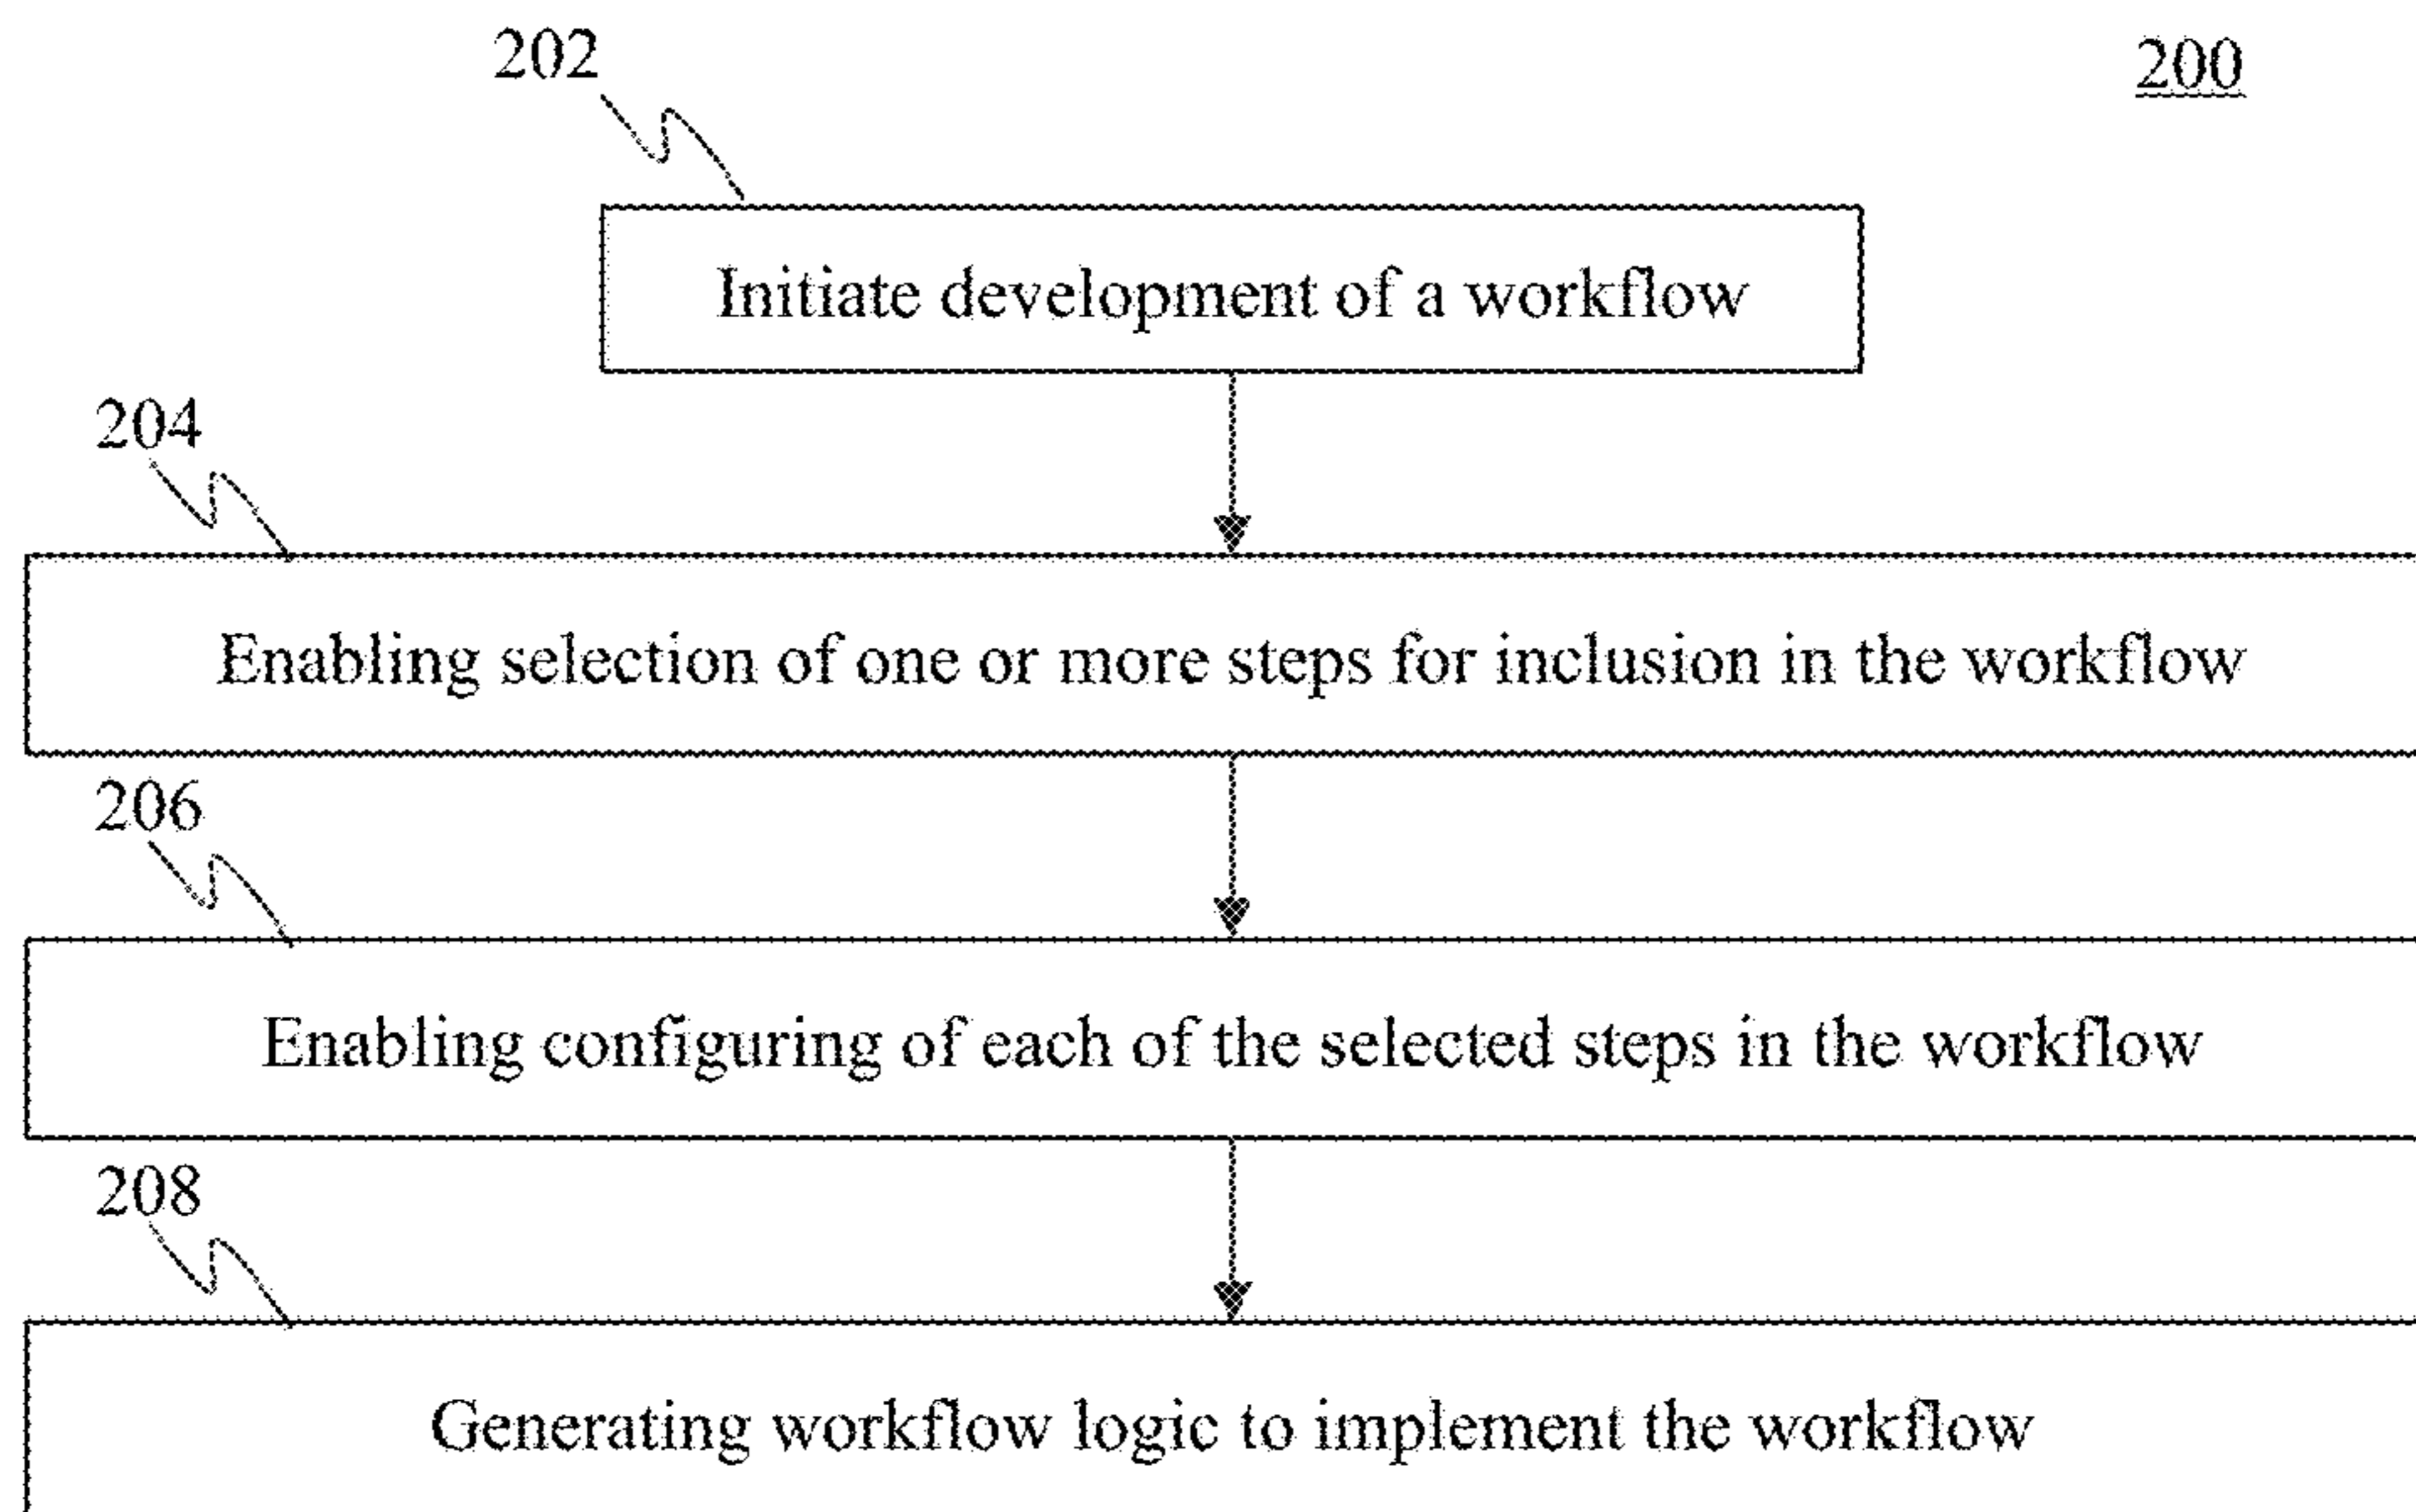 202
200
Initiate development of a workflow
204
Enabling selection of one or more steps for inclusion in the workflow
206
Enabling configuring of each of the selected steps in the workflow
208
Generating workflow logic to implement the workflow